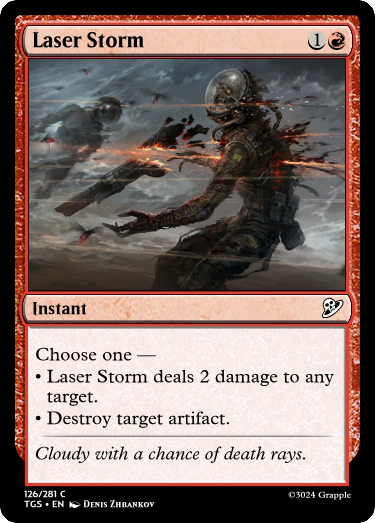 Laser Storm 1
Instant
Choose one —
• Laser Storm deals 2 damage to any
target.
• Destroy target artifact.
Cloudy with a chance of death rays.
126/281 C
TGS • EN Denis Zhbankov
©3024 Grapple